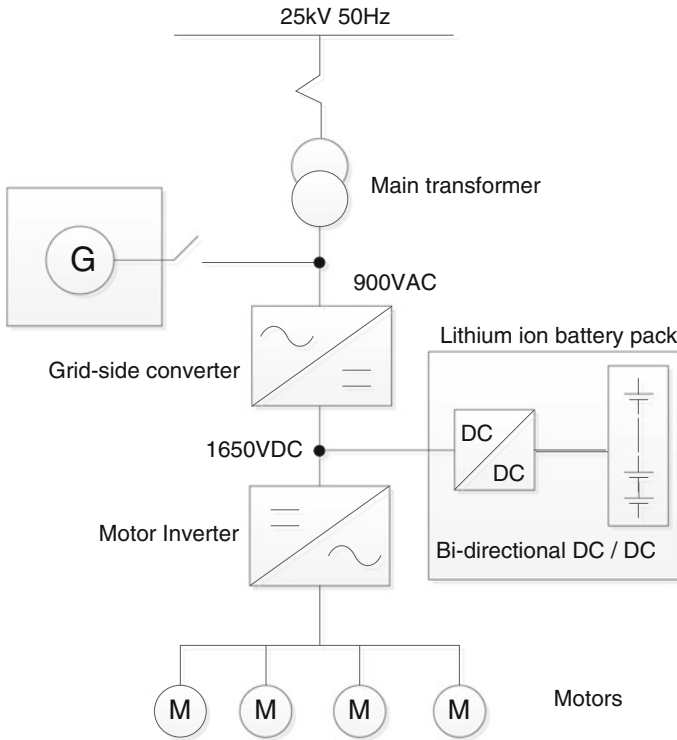 25kV 50Hz
Main transformer
G
900VAC
Lithium ion battery pack
Grid-side converter
DC
DC
1650VDC
Motor Inverter
Bi-directional DC / DC
M M M M
Motors